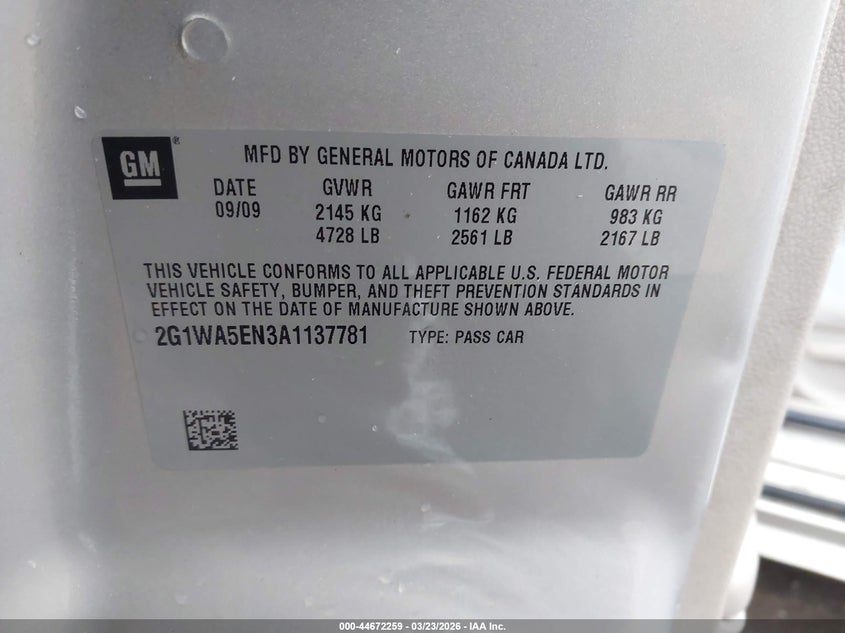 GM®
MFD BY GENERAL MOTORS OF CANADA LTD.
DATE GVWR GAWR FRT GAWR RR
09/09 2145 KG 1162 KG 983 KG
4728 LB 2561 LB 2167 LB
THIS VEHICLE CONFORMS TO ALL APPLICABLE U.S. FEDERAL MOTOR
VEHICLE SAFETY, BUMPER, AND THEFT PREVENTION STANDARDS IN
EFFECT ON THE DATE OF MANUFACTURE SHOWN ABOVE.
2G1WA5EN3A1137781 TYPE: PASS CAR
000-44672259 | 03/23/2026 – IAA Inc.